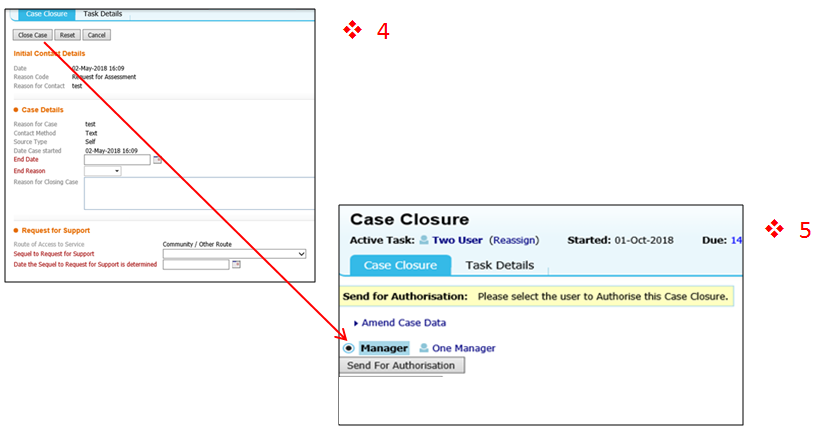 Case Closure Task Details
Close Case Reset Cancel
Initial Contact Details
Date 02-May-2018 16:09
Reason Code Request for Assessment
Reason for Contact test
Case Details
Reason for Case test
Contact Method Text
Source Type Self
Date Case started 02-May-2018 16:09
End Date
End Reason
Reason for Closing Case
Request for Support
Route of Access to Service Community / Other Route
Sequel to Request for Support
Date the Sequel to Request for Support is determined
4
Case Closure
Active Task: Two User (Reassign) Started: 01-Oct-2018 Due: 14
Case Closure Task Details
Send for Authorisation: Please select the user to Authorise this Case Closure.
Amend Case Data
Manager One Manager
Send For Authorisation
5